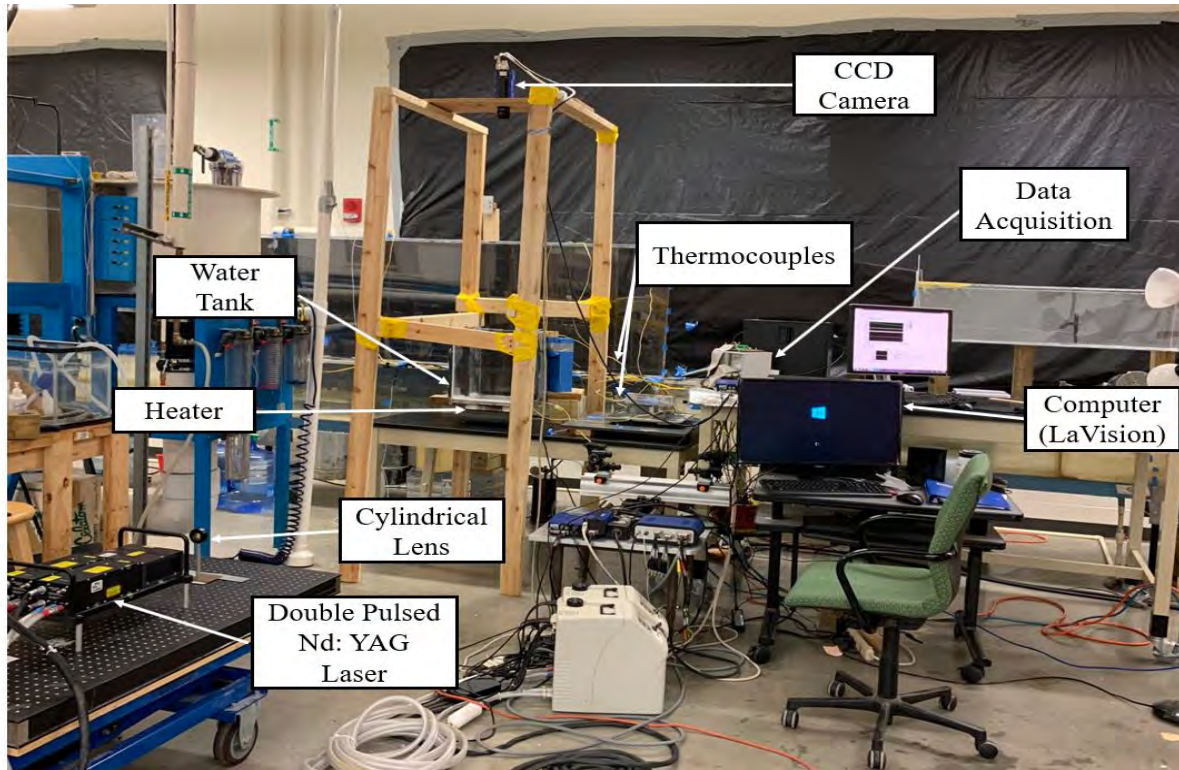 CCD
Camera
Data
Acquisition
Thermocouples
Water
Tank
Heater
Computer
(LaVision)
Cylindrical
Lens
Double Pulsed
Nd: YAG
Laser